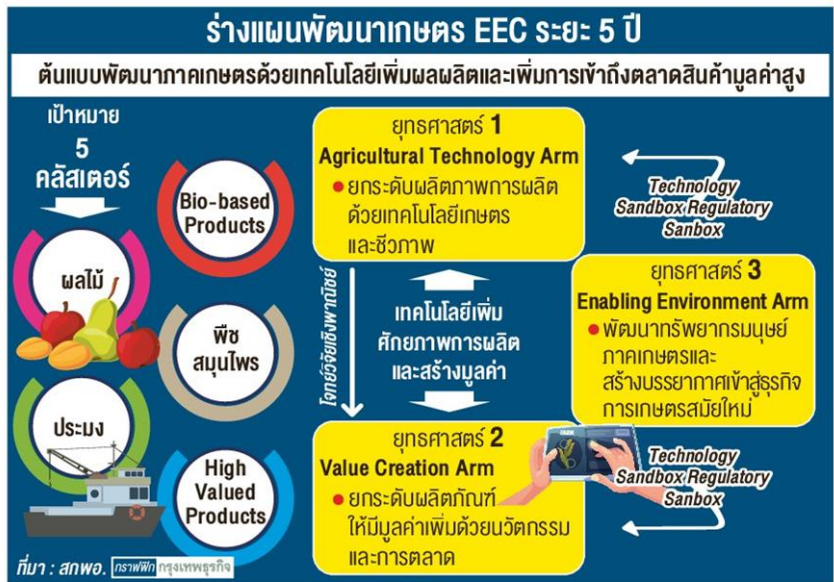 ร่างแผนพัฒนาเกษตร EEC ระยะ 5 ปี
ต้นแบบพัฒนาภาคเกษตรด้วยเทคโนโลยีเพิ่มผลผลิตและเพิ่มการเข้าถึงตลาดสินค้ามูลค่าสูง
เป้าหมาย
5
คลัสเตอร์
Bio-based
Products
ผลไม้
พืช
สมุนไพร
ประมง
High
Valued
Products
ยุทธศาสตร์ 1
Agricultural Technology Arm
• ยกระดับผลิตภาพการผลิต
ด้วยเทคโนโลยีเกษตร
และชีวภาพ
Technology
Sandbox Regulatory
Sanbox
โจทย์วิจัยเชิงพาณิชย์
เทคโนโลยีเพิ่ม
ศักยภาพการผลิต
และสร้างมูลค่า
ยุทธศาสตร์ 3
Enabling Environment Arm
• พัฒนาทรัพยากรมนุษย์
ภาคเกษตรและ
สร้างบรรยากาศเข้าสู่ธุรกิจ
การเกษตรสมัยใหม่
ยุทธศาสตร์ 2
Value Creation Arm
• ยกระดับผลิตภัณฑ์
ให้มีมูลค่าเพิ่มด้วยนวัตกรรม
และการตลาด
Technology
Sandbox Regulatory
Sanbox
ที่มา : สกพอ. กราฟฟิก กรุงเทพธุรกิจ